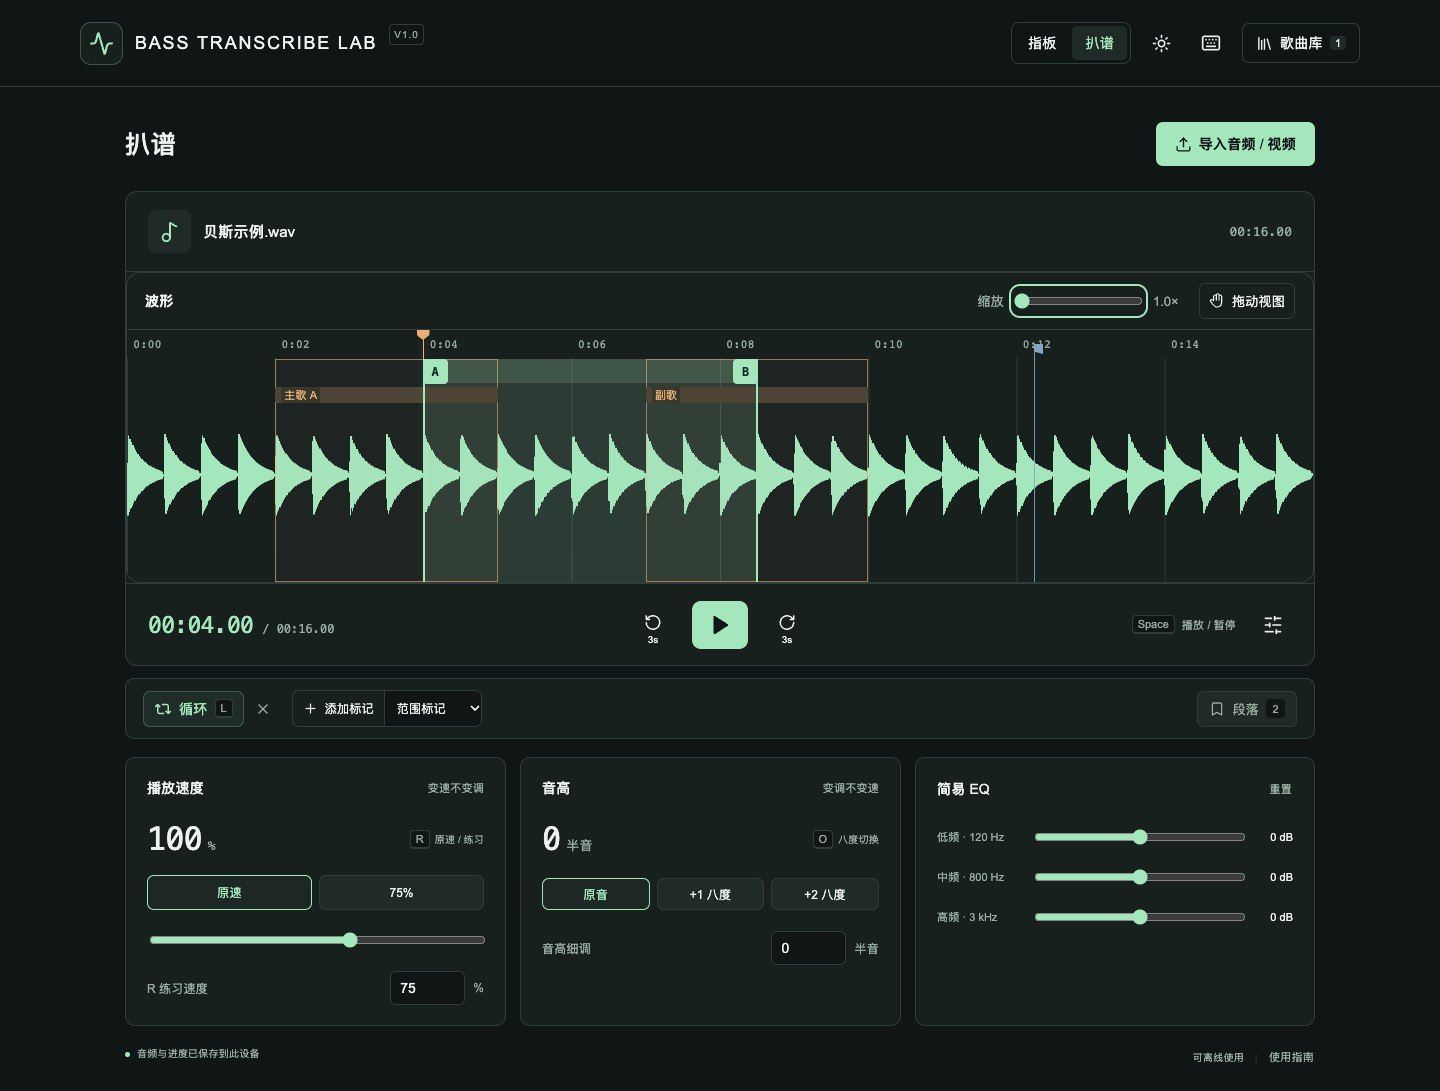 BASS TRANSCRIBE LAB V1.0
指板 扒谱 歌曲库 1
扒谱
导入音频 / 视频
贝斯示例.wav 00:16.00
波形 缩放 1.0× 拖动视图
0:00 0:02 0:04 0:06 0:08 0:10 0:12 0:14
A B
主歌 A 副歌
00:04.00 / 00:16.00 3s 3s Space 播放 / 暂停
循环 L 添加标记 范围标记 段落 2
播放速度 变速不变调
100 % R 原速 / 练习
原速 75%
R 练习速度 75 %
音高 变调不变速
0 半音 O 八度切换
原音 +1 八度 +2 八度
音高细调 0 半音
简易 EQ 重置
低频 · 120 Hz 0 dB
中频 · 800 Hz 0 dB
高频 · 3 kHz 0 dB
音频与进度已保存到此设备 可离线使用 使用指南